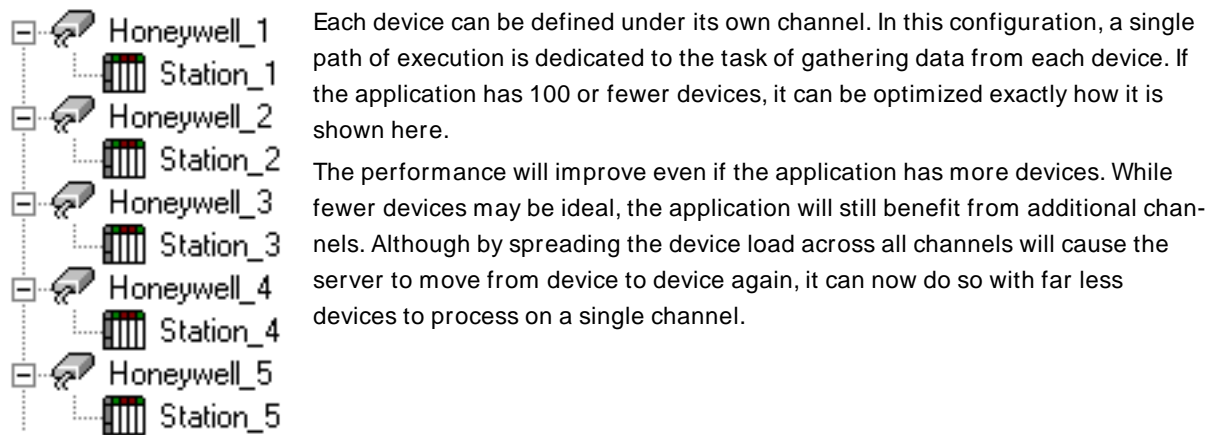 Honeywell_1
Station_1
Honeywell_2
Station_2
Honeywell_3
Station_3
Honeywell_4
Station_4
Honeywell_5
Station_5
Each device can be defined under its own channel. In this configuration, a single
path of execution is dedicated to the task of gathering data from each device. If
the application has 100 or fewer devices, it can be optimized exactly how it is
shown here.
The performance will improve even if the application has more devices. While
fewer devices may be ideal, the application will still benefit from additional chan-
nels. Although by spreading the device load across all channels will cause the
server to move from device to device again, it can now do so with far less
devices to process on a single channel.